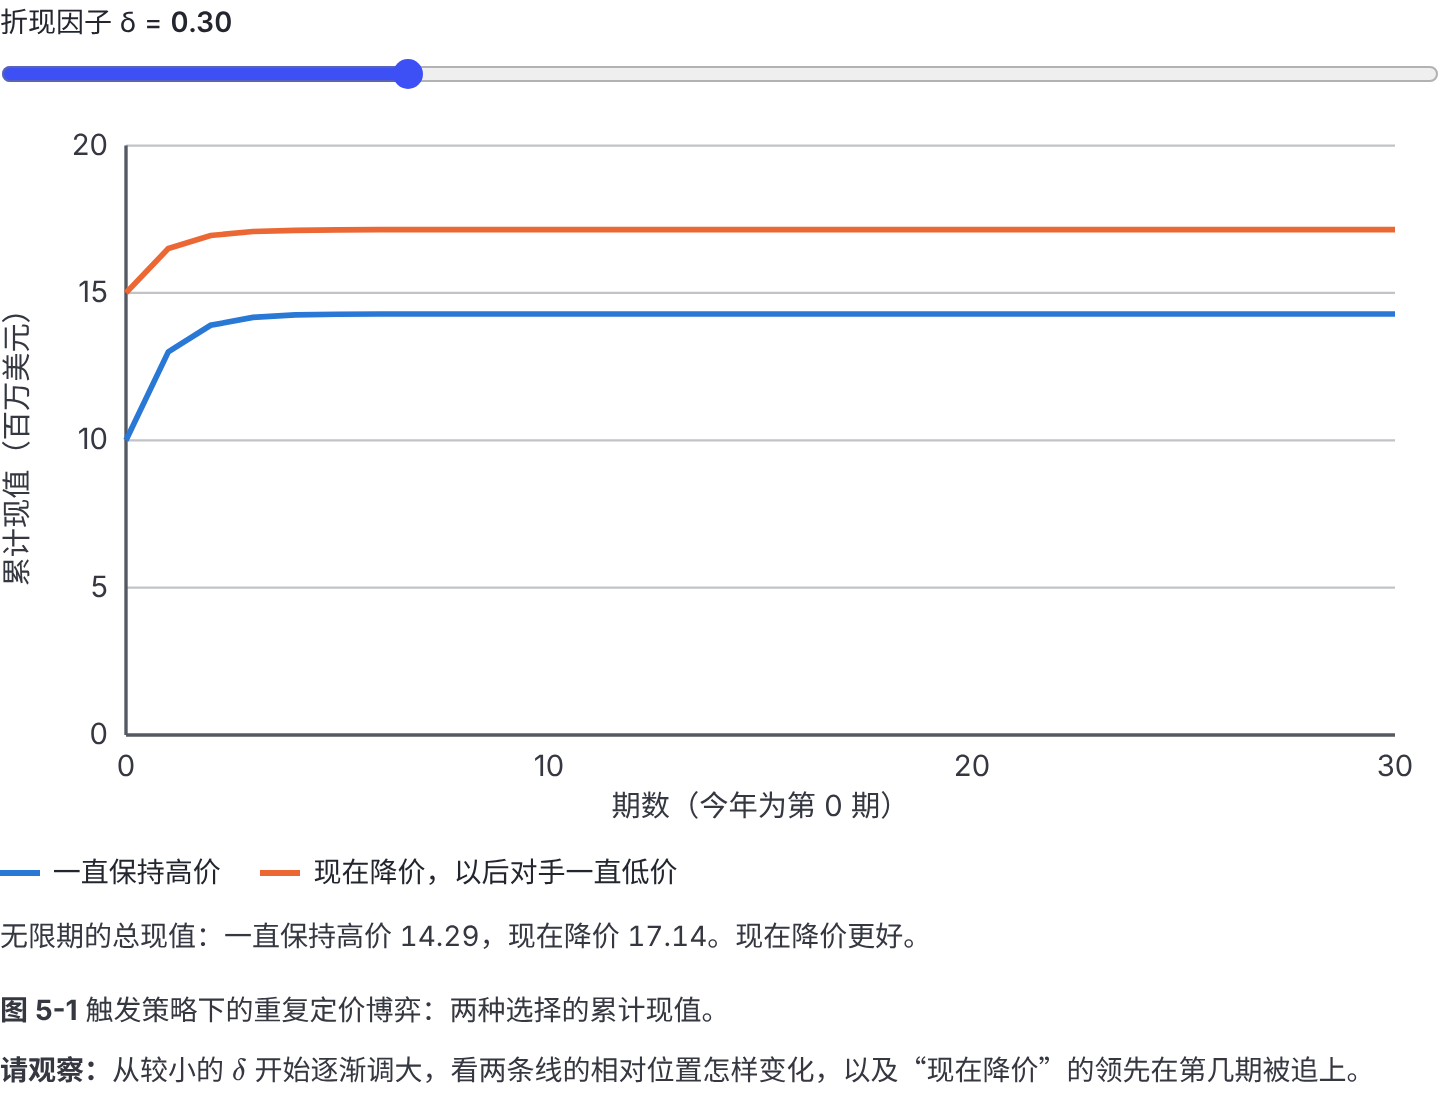 折现因子 δ = 0.30
20
15
10
5
0
累计现值（百万美元）
0 10 20 30
期数（今年为第 0 期）
一直保持高价 现在降价，以后对手一直低价
无限期的总现值：一直保持高价 14.29，现在降价 17.14。现在降价更好。
图 5-1 触发策略下的重复定价博弈：两种选择的累计现值。
请观察：从较小的 δ 开始逐渐调大，看两条线的相对位置怎样变化，以及“现在降价”的领先在第几期被追上。